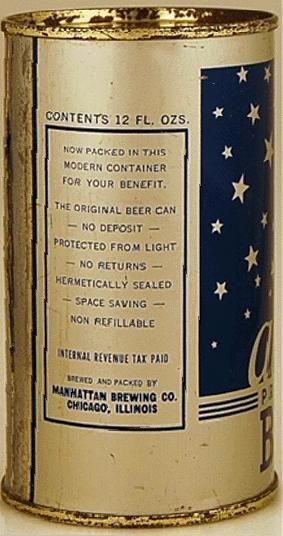 CONTENTS 12 FL. OZS.
NOW PACKED IN THIS
MODERN CONTAINER
FOR YOUR BENEFIT.
THE ORIGINAL BEER CAN
— NO DEPOSIT —
PROTECTED FROM LIGHT
— NO RETURNS —
HERMETICALLY SEALED
— SPACE SAVING —
NON REFILLABLE
INTERNAL REVENUE TAX PAID
BREWED AND PACKED BY
MANHATTAN BREWING CO.
CHICAGO, ILLINOIS